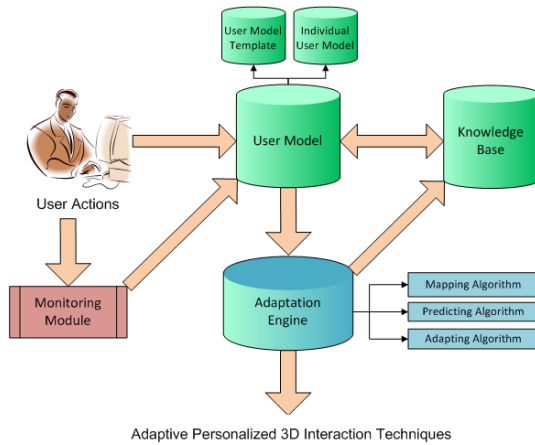 User Model
Template
Individual
User Model
User Model
Knowledge
Base
User Actions
Monitoring
Module
Adaptation
Engine
Mapping Algorithm
Predicting Algorithm
Adapting Algorithm
Adaptive Personalized 3D Interaction Techniques